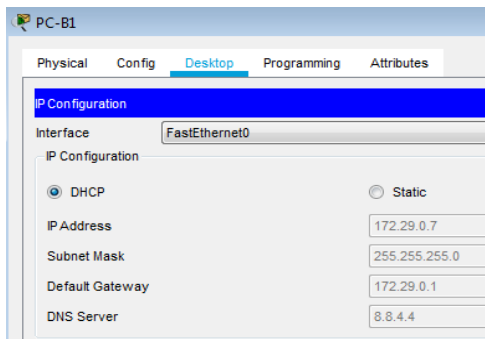 PC-B1
Physical Config Desktop Programming Attributes
IP Configuration
Interface FastEthernet0
IP Configuration
DHCP Static
IP Address 172.29.0.7
Subnet Mask 255.255.255.0
Default Gateway 172.29.0.1
DNS Server 8.8.4.4